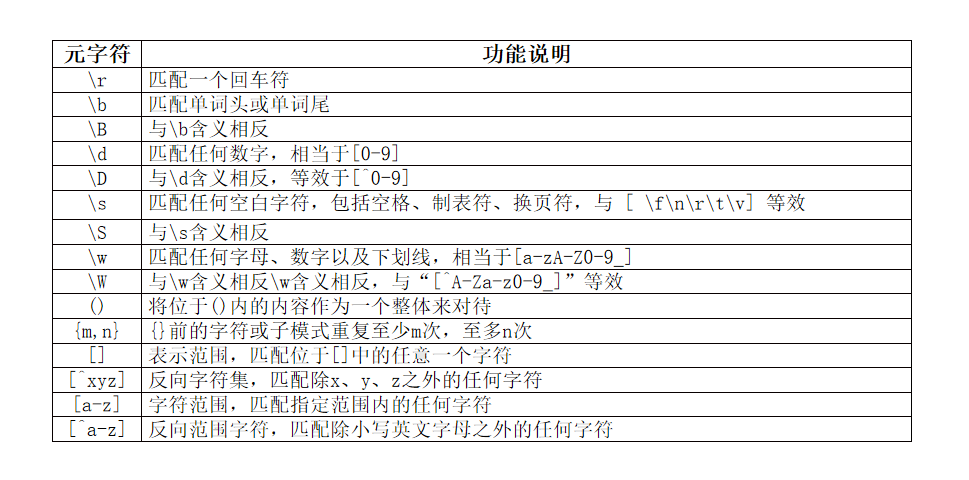 元字符 功能说明
\r 匹配一个回车符
\b 匹配单词头或单词尾
\B 与\b含义相反
\d 匹配任何数字，相当于[0-9]
\D 与\d含义相反，等效于[^0-9]
\s 匹配任何空白字符，包括空格、制表符、换页符，与 [ \f\n\r\t\v] 等效
\S 与\s含义相反
\w 匹配任何字母、数字以及下划线，相当于[a-zA-Z0-9_]
\W 与\w含义相反\w含义相反，与“[^A-Za-z0-9_]”等效
() 将位于()内的内容作为一个整体来对待
{m,n} {}前的字符或子模式重复至少m次，至多n次
[] 表示范围，匹配位于[]中的任意一个字符
[^xyz] 反向字符集，匹配除x、y、z之外的任何字符
[a-z] 字符范围，匹配指定范围内的任何字符
[^a-z] 反向范围字符，匹配除小写英文字母之外的任何字符